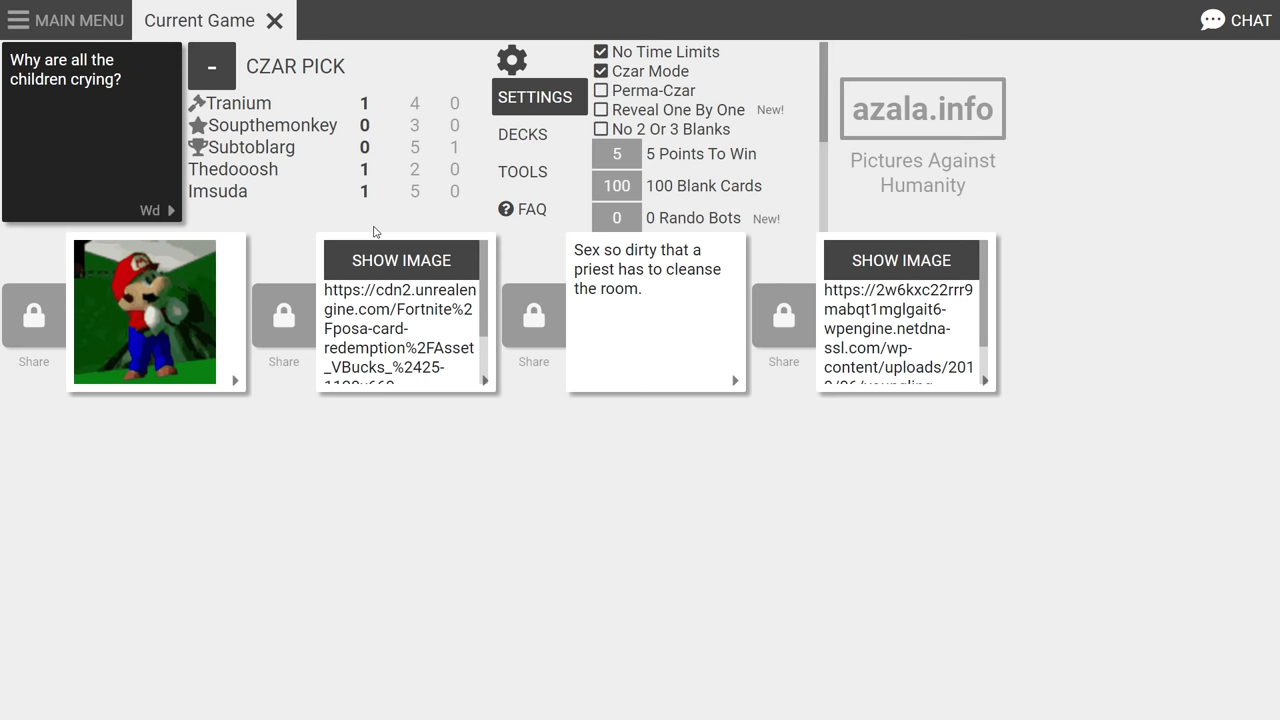 MAIN MENU
Current Game
CHAT
Why are all the
children crying?
Wd
-
CZAR PICK
Tranium 1 4 0
Soupthemonkey 0 3 0
Subtoblarg 0 5 1
Thedooosh 1 2 0
Imsuda 1 5 0
SETTINGS
DECKS
TOOLS
FAQ
No Time Limits
Czar Mode
Perma-Czar
Reveal One By One New!
No 2 Or 3 Blanks
5 5 Points To Win
100 100 Blank Cards
0 0 Rando Bots New!
azala.info
Pictures Against
Humanity
Share
Share
SHOW IMAGE
https://cdn2.unrealen
gine.com/Fortnite%2
Fposa-card-
redemption%2FAsset
_VBucks_%2425-
Share
Sex so dirty that a
priest has to cleanse
the room.
Share
SHOW IMAGE
https://2w6kxc22rrr9
mabqt1mglgait6-
wpengine.netdna-
ssl.com/wp-
content/uploads/201